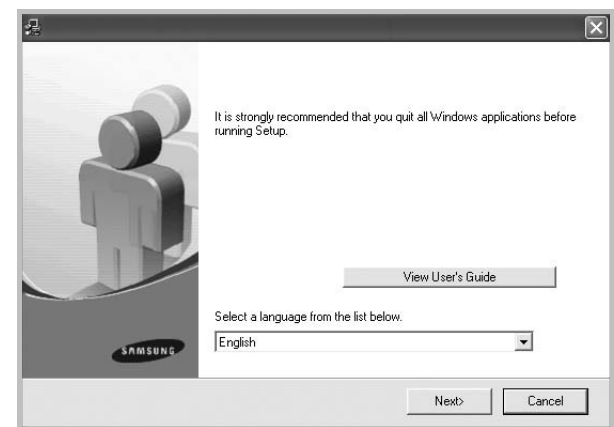 It is strongly recommended that you quit all Windows applications before
running Setup.
View User's Guide
Select a language from the list below.
SAMSUNG
English
Next>
Cancel